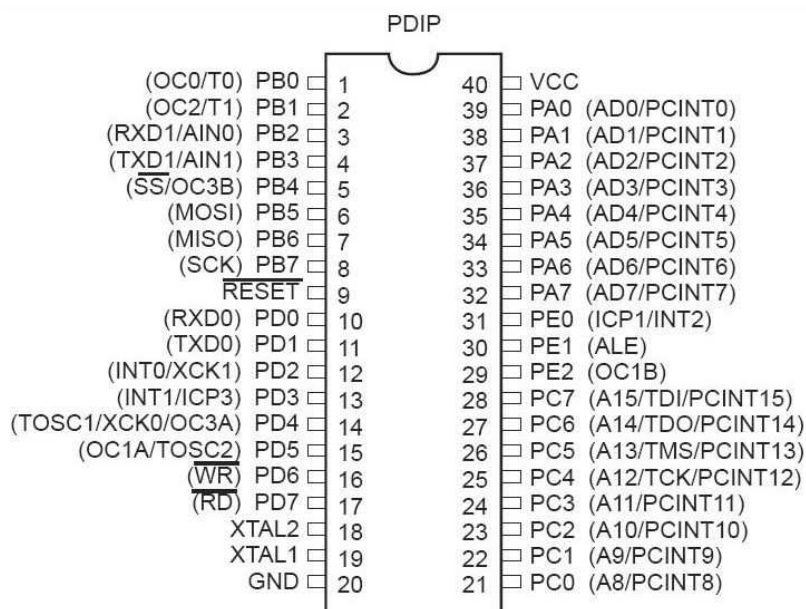 PDIP
(OC0/T0) PB0 1 40 VCC
(OC2/T1) PB1 2 39 PA0 (AD0/PCINT0)
(RXD1/AIN0) PB2 3 38 PA1 (AD1/PCINT1)
(TXD1/AIN1) PB3 4 37 PA2 (AD2/PCINT2)
(S̅S̅/OC3B) PB4 5 36 PA3 (AD3/PCINT3)
(MOSI) PB5 6 35 PA4 (AD4/PCINT4)
(MISO) PB6 7 34 PA5 (AD5/PCINT5)
(SCK) PB7 8 33 PA6 (AD6/PCINT6)
R̅E̅S̅E̅T̅ 9 32 PA7 (AD7/PCINT7)
(RXD0) PD0 10 31 PE0 (ICP1/INT2)
(TXD0) PD1 11 30 PE1 (ALE)
(INT0/XCK1) PD2 12 29 PE2 (OC1B)
(INT1/ICP3) PD3 13 28 PC7 (A15/TDI/PCINT15)
(TOSC1/XCK0/OC3A) PD4 14 27 PC6 (A14/TDO/PCINT14)
(OC1A/TOSC2) PD5 15 26 PC5 (A13/TMS/PCINT13)
(W̅R̅) PD6 16 25 PC4 (A12/TCK/PCINT12)
(R̅D̅) PD7 17 24 PC3 (A11/PCINT11)
XTAL2 18 23 PC2 (A10/PCINT10)
XTAL1 19 22 PC1 (A9/PCINT9)
GND 20 21 PC0 (A8/PCINT8)